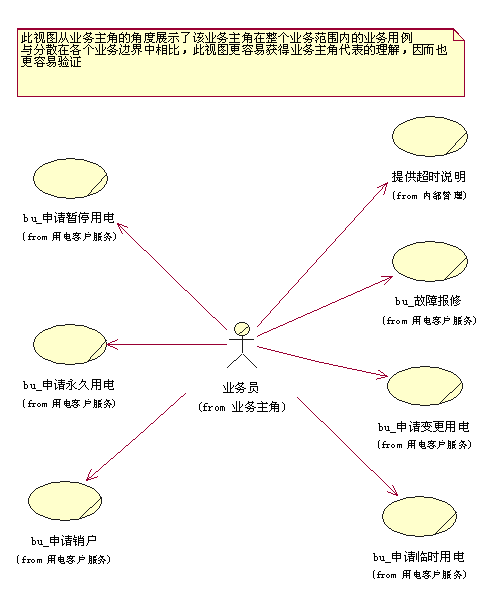 此视图从业务主角的角度展示了该业务主角在整个业务范围内的业务用例
与分散在各个业务边界中相比，此视图更容易获得业务主角代表的理解，因而也
更容易验证
提供超时说明
(from 内部管理)
bu_申请暂停用电
(from 用电客户服务)
bu_故障报修
(from 用电客户服务)
bu_申请永久用电
(from 用电客户服务)
业务员
(from 业务主角)
bu_申请变更用电
(from 用电客户服务)
bu_申请销户
(from 用电客户服务)
bu_申请临时用电
(from 用电客户服务)